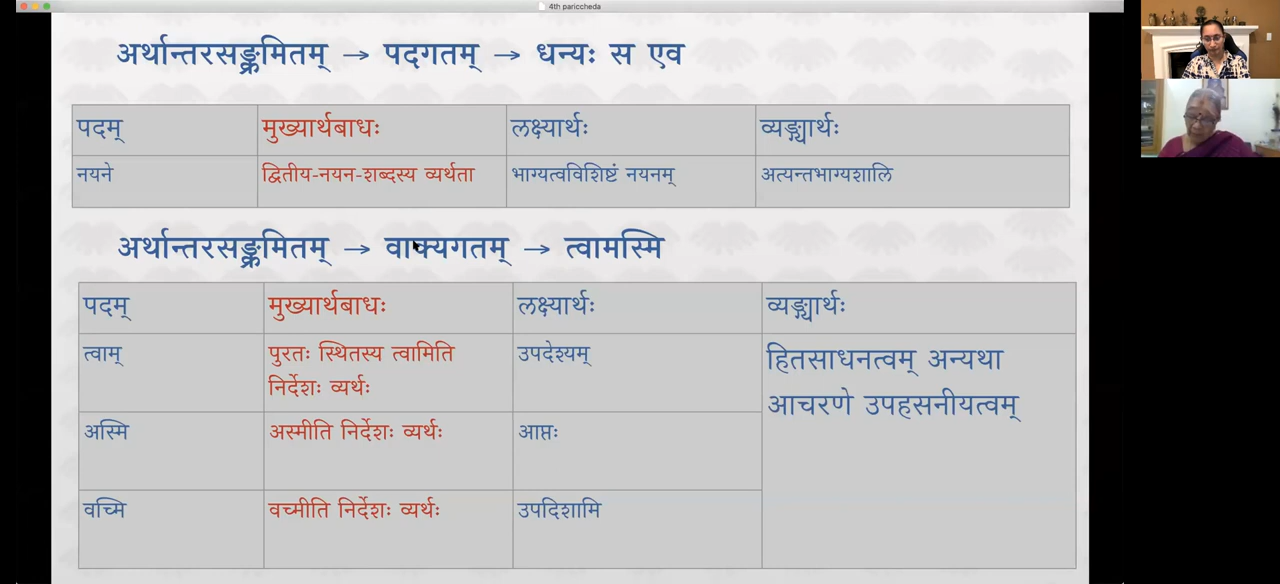 4th pariccheda
अर्थान्तरसङ्क्रमितम् → पदगतम् → धन्यः स एव
पदम् मुख्यार्थबाधः लक्ष्यार्थः व्यङ्ग्यार्थः
नयने द्वितीय-नयन-शब्दस्य व्यर्थता भाग्यत्वविशिष्टं नयनम् अत्यन्तभाग्यशालि
अर्थान्तरसङ्क्रमितम् → वाक्यगतम् → त्वामस्मि
पदम् मुख्यार्थबाधः लक्ष्यार्थः व्यङ्ग्यार्थः
त्वाम् पुरतः स्थितस्य त्वामिति उपदेश्यम् हितसाधनत्वम् अन्यथा
निर्देशः व्यर्थः आचरणे उपहसनीयत्वम्
अस्मि अस्मीति निर्देशः व्यर्थः आप्तः
वच्मि वच्मीति निर्देशः व्यर्थः उपदिशामि